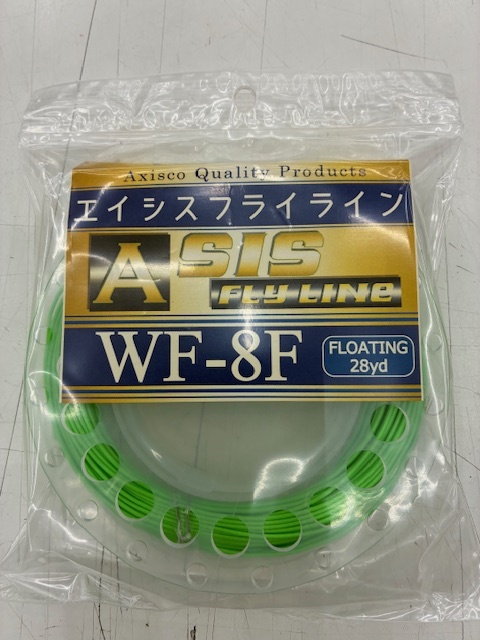 Axisco Quality Products
エイシスフライライン
A SIS
FLY LINE
WF-8F
FLOATING
28yd